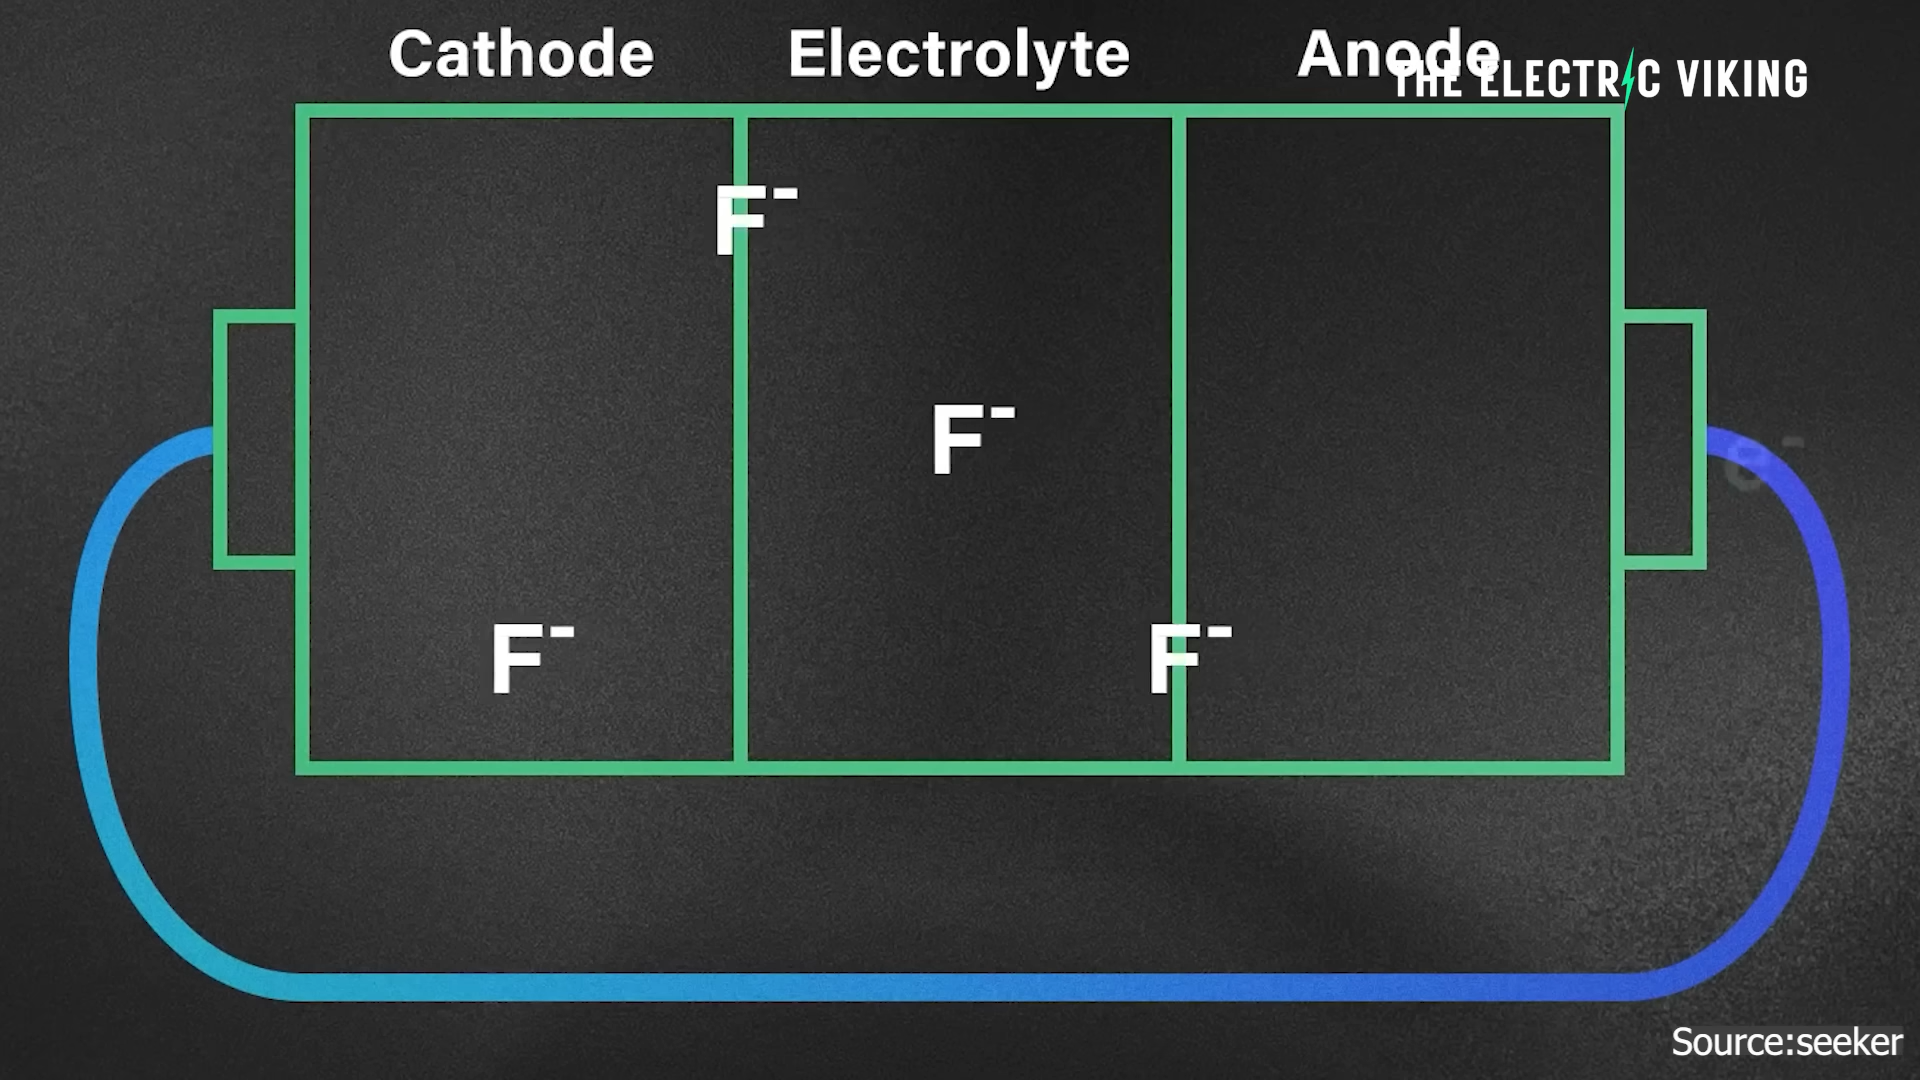 Cathode Electrolyte Anode
THE ELECTRIC VIKING
F-
F-
F- F-
e-
Source:seeker